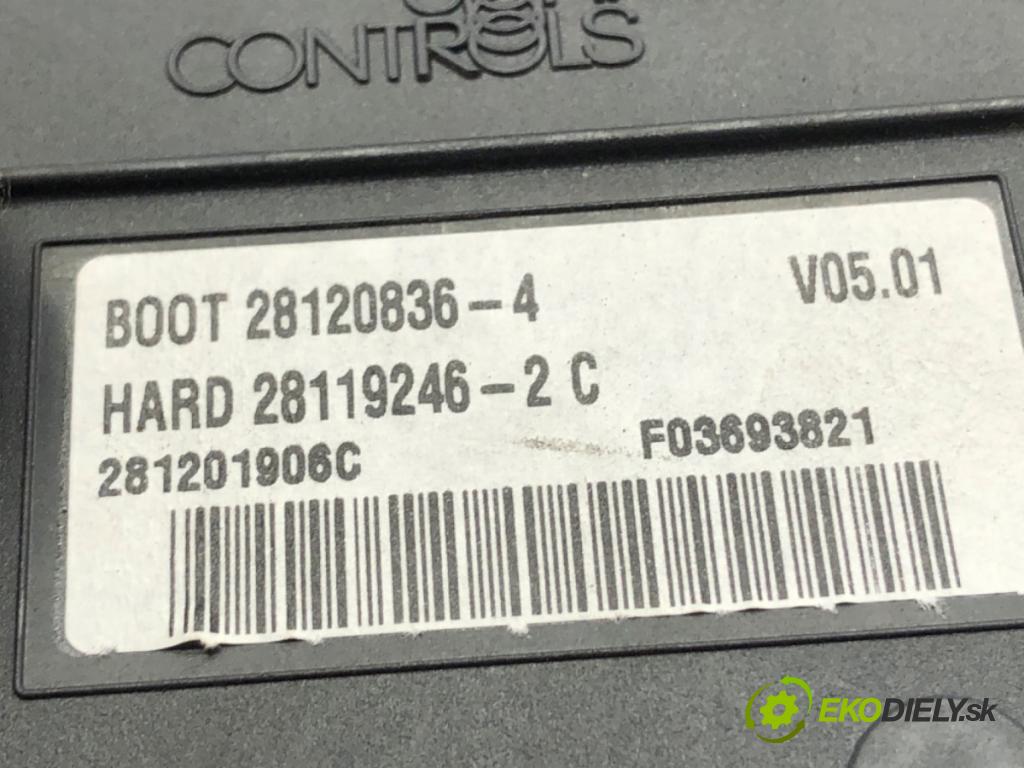 CONTROLS
BOOT 28120836-4 V05.01
HARD 28119246-2 C
281201906C F03693821
EKODIELY.sk